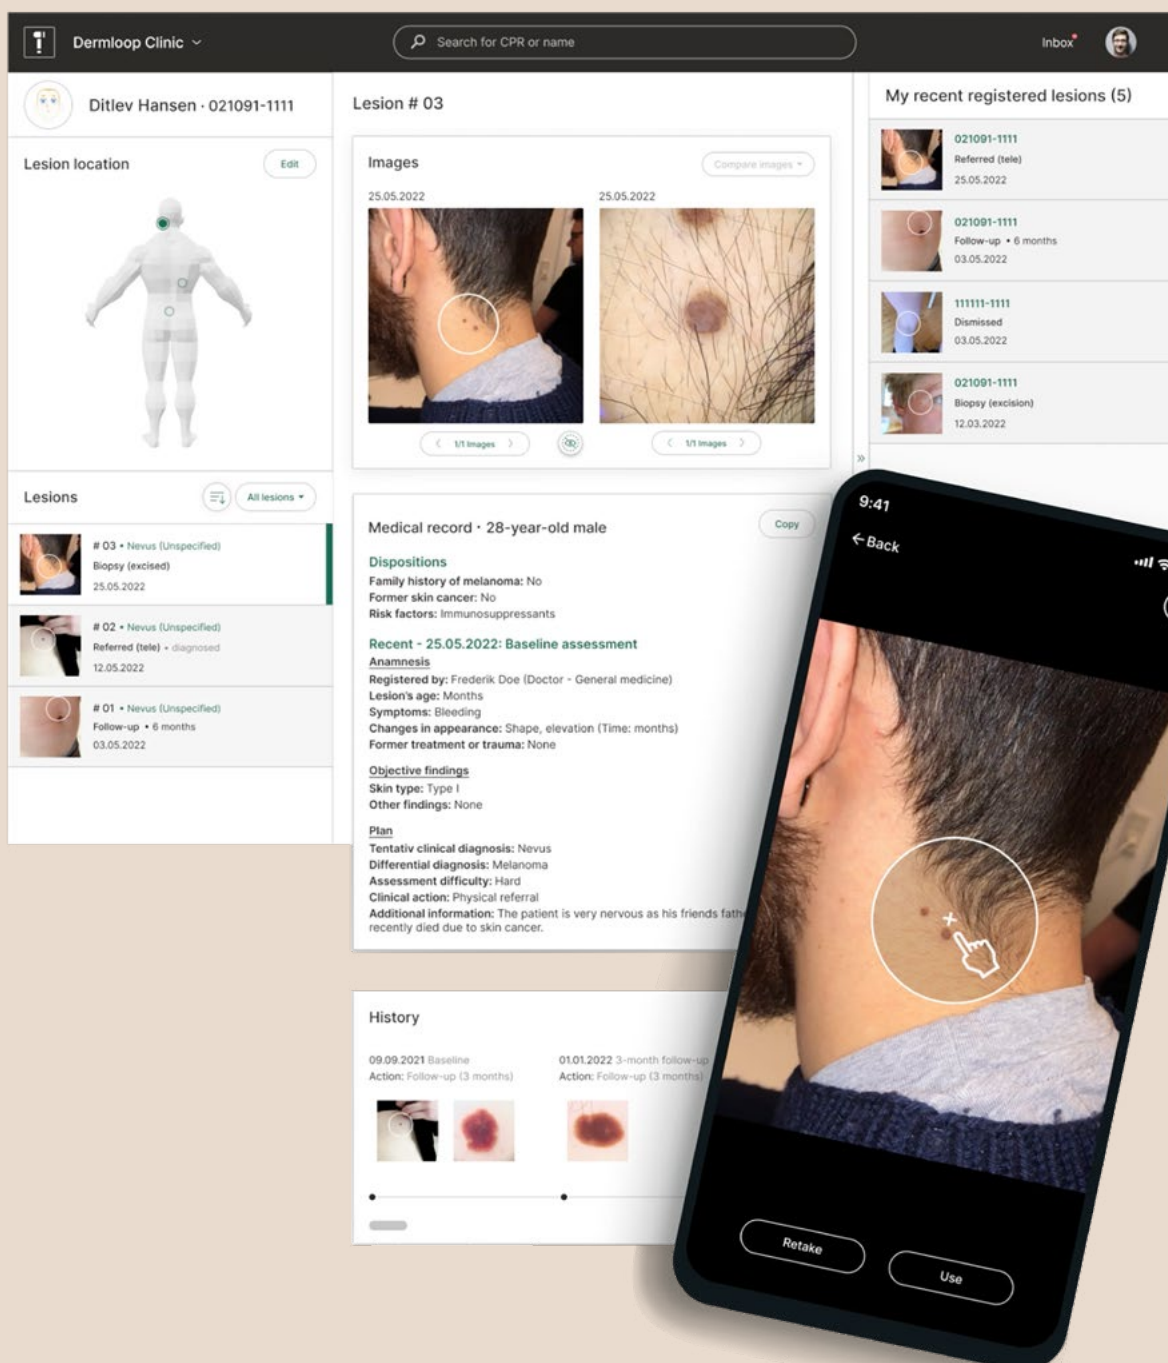 Dermloop Clinic
Search for CPR or name
Inbox
Ditlev Hansen · 021091-1111
Lesion location
Edit
Lesions
All lesions
# 03 • Nevus (Unspecified)
Biopsy (excised)
25.05.2022
# 02 • Nevus (Unspecified)
Referred (tele) • diagnosed
12.05.2022
# 01 • Nevus (Unspecified)
Follow-up • 6 months
03.05.2022
Lesion # 03
Images
Compare images
25.05.2022
25.05.2022
1/1 Images
1/1 Images
Medical record · 28-year-old male
Copy
Dispositions
Family history of melanoma: No
Former skin cancer: No
Risk factors: Immunosuppressants
Recent - 25.05.2022: Baseline assessment
Anamnesis
Registered by: Frederik Doe (Doctor - General medicine)
Lesion's age: Months
Symptoms: Bleeding
Changes in appearance: Shape, elevation (Time: months)
Former treatment or trauma: None
Objective findings
Skin type: Type I
Other findings: None
Plan
Tentativ clinical diagnosis: Nevus
Differential diagnosis: Melanoma
Assessment difficulty: Hard
Clinical action: Physical referral
Additional information: The patient is very nervous as his friends
recently died due to skin cancer.
History
09.09.2021 Baseline
Action: Follow-up (3 months)
01.01.2022 3-month follow-up
Action: Follow-up (3 months)
My recent registered lesions (5)
021091-1111
Referred (tele)
25.05.2022
021091-1111
Follow-up • 6 months
03.05.2022
111111-1111
Dismissed
03.05.2022
021091-1111
Biopsy (excision)
12.03.2022
9:41
←Back
Retake
Use